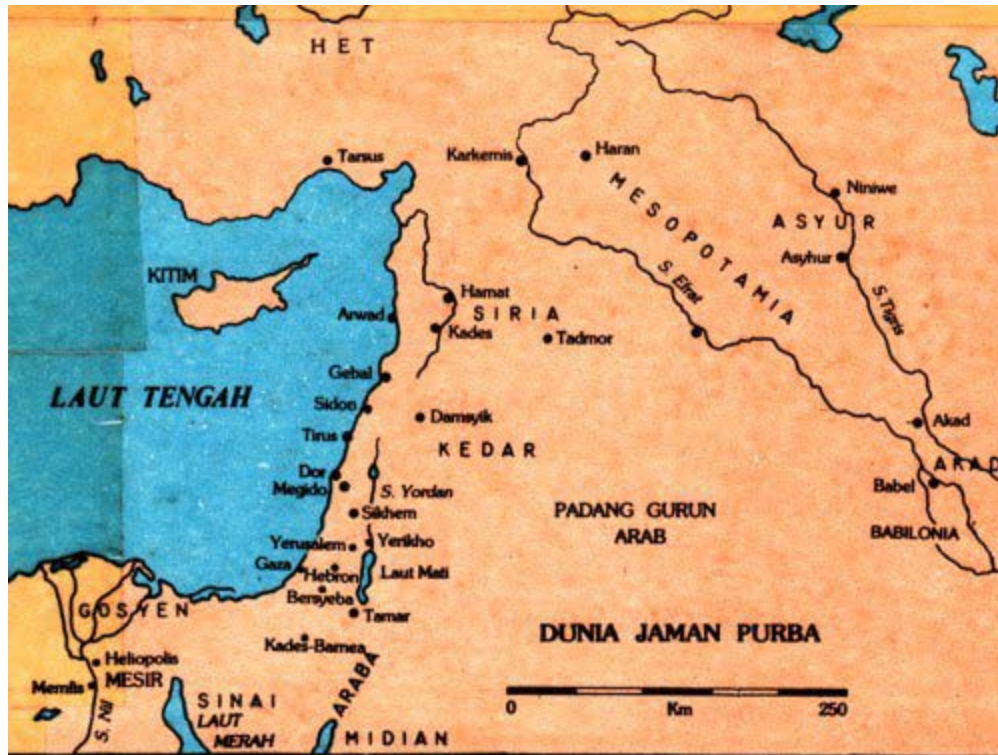 HET
Tarsus
Karkemis
Haran
Niniwe
MESOPOTAMIA
ASYUR
Asyhur
KITIM
S. Efrat
S. Tigris
Hamat
SIRIA
Arwad
Kades
Tadmor
Gebal
LAUT TENGAH
Sidon
Damsyik
Akad
Tirus
KEDAR
AKAD
Dor
Megido
S. Yordan
Babel
Sikhem
PADANG GURUN
ARAB
BABILONIA
Yerusalem
Yerikho
Gaza
Hebron
Laut Mati
Bersyeba
GOSYEN
Tamar
DUNIA JAMAN PURBA
Kades-Barnea
Heliopolis
MESIR
Memfis
ARABA
S. Nil
SINAI
LAUT
MERAH
MIDIAN
0 Km 250